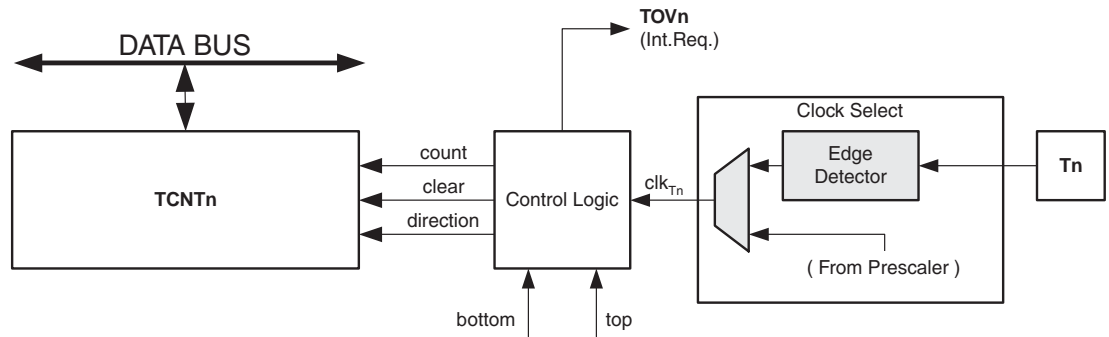 TOVn
(Int.Req.)
DATA BUS
Clock Select
count
Edge
Detector
Tn
TCNTn
clear
Control Logic
clkTn
direction
( From Prescaler )
bottom
top